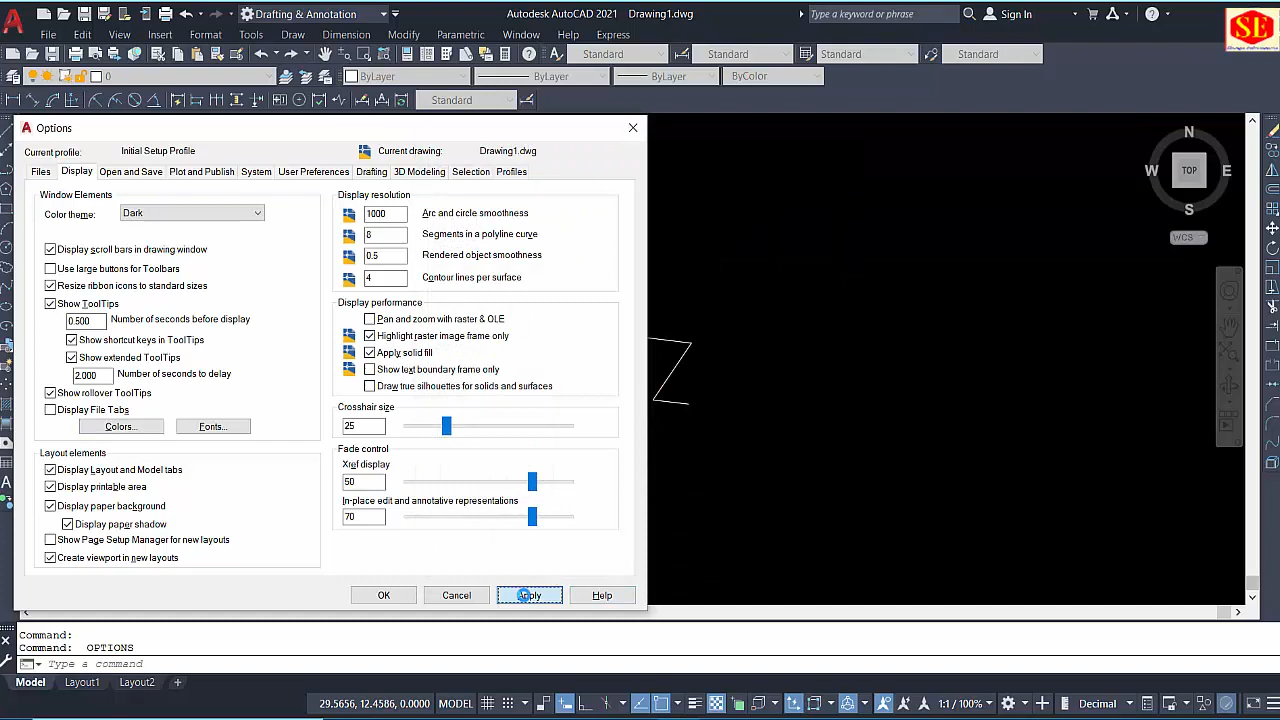 Drafting & Annotation
Autodesk AutoCAD 2021 Drawing1.dwg
Type a keyword or phrase
Sign In
SE
File Edit View Insert Format Tools Draw Dimension Modify Parametric Window Help Express
Standard Standard Standard Standard
0 ByLayer ByLayer ByLayer ByColor
Standard
Options
Current profile: Initial Setup Profile Current drawing: Drawing1.dwg
Files Display Open and Save Plot and Publish System User Preferences Drafting 3D Modeling Selection Profiles
Window Elements
Color theme: Dark
Display scroll bars in drawing window
Use large buttons for Toolbars
Resize ribbon icons to standard sizes
Show ToolTips
0.500 Number of seconds before display
Show shortcut keys in ToolTips
Show extended ToolTips
2.000 Number of seconds to delay
Show rollover ToolTips
Display File Tabs
Colors... Fonts...
Layout elements
Display Layout and Model tabs
Display printable area
Display paper background
Display paper shadow
Show Page Setup Manager for new layouts
Create viewport in new layouts
Display resolution
1000 Arc and circle smoothness
8 Segments in a polyline curve
0.5 Rendered object smoothness
4 Contour lines per surface
Display performance
Pan and zoom with raster & OLE
Highlight raster image frame only
Apply solid fill
Show text boundary frame only
Draw true silhouettes for solids and surfaces
Crosshair size
25
Fade control
Xref display
50
In-place edit and annotative representations
70
OK Cancel Apply Help
N
W TOP E
S
WCS
Command:
Command: OPTIONS
Type a command
Model Layout1 Layout2 +
29.5656, 12.4586, 0.0000 MODEL 1:1 / 100% Decimal